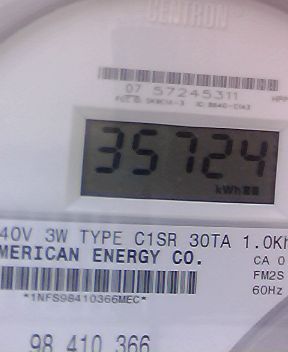 CENTRON
07 57245311
35724
kWh
40V 3W TYPE C1SR 30TA 1.0Kh
MERICAN ENERGY CO.
CA 0
FM2S
60Hz
*1NFS98410366MEC*
98 410 366